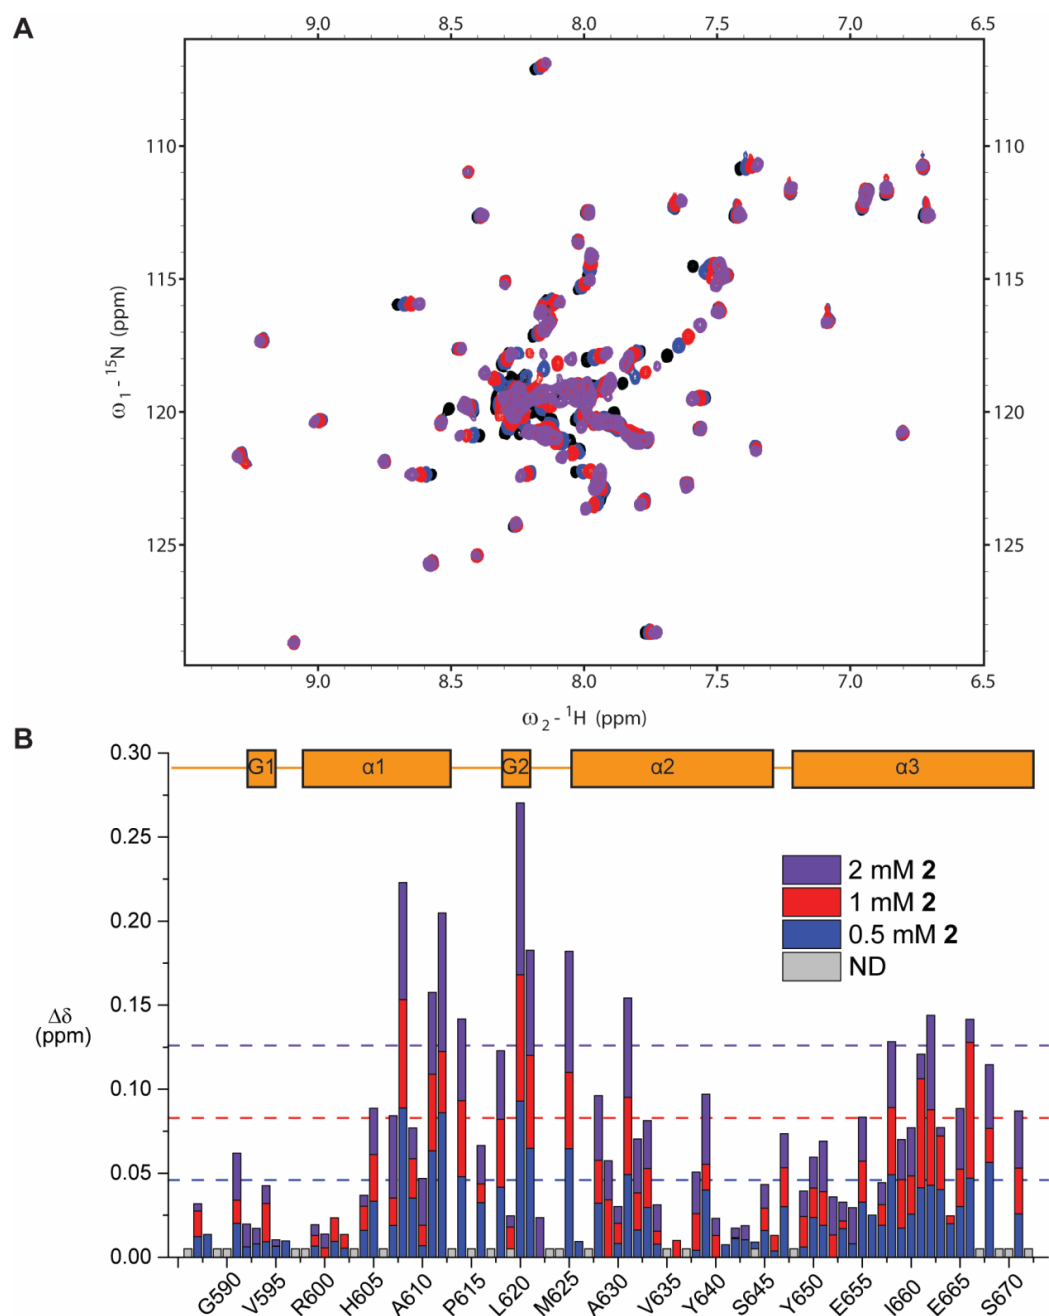 A
9.0 8.5 8.0 7.5 7.0 6.5
110
110
115
115
120
120
125
125
ω1 - 15N (ppm)
9.0 8.5 8.0 7.5 7.0 6.5
ω2 - 1H (ppm)
B
0.30
G1 α1 G2 α2 α3
0.25
2 mM 2
1 mM 2
0.20
0.5 mM 2
ND
0.15
Δδ
(ppm)
0.10
0.05
0.00
G590 V595 R600 H605 A610 P615 L620 M625 A630 V635 Y640 S645 Y650 E655 I660 E665 S670